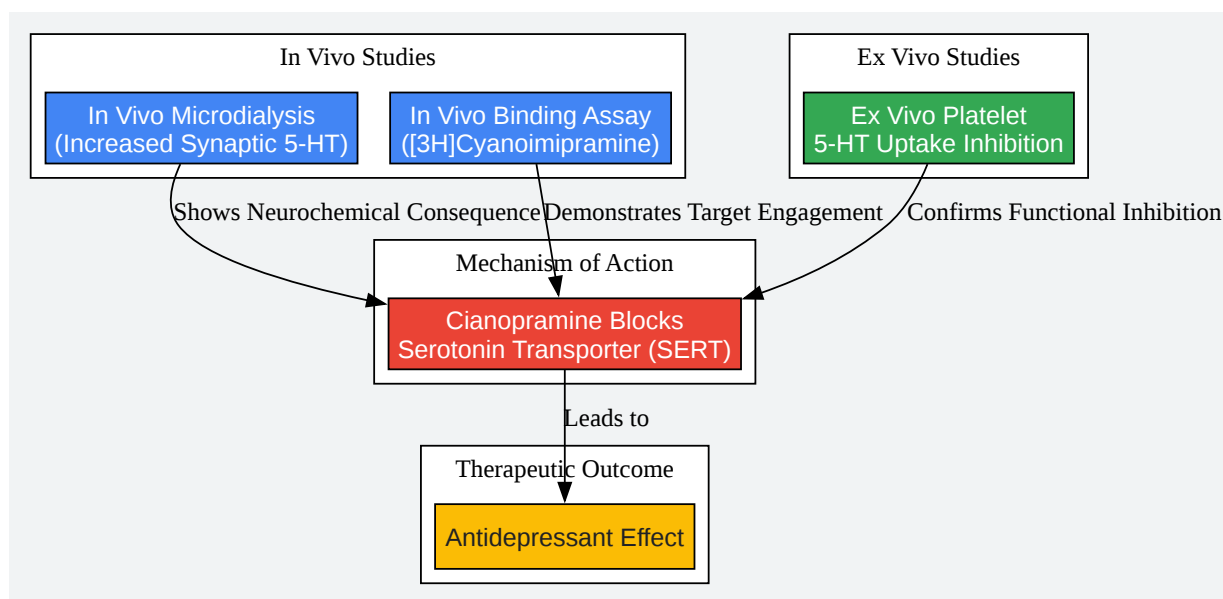 In Vivo Studies
Ex Vivo Studies
In Vivo Microdialysis
(Increased Synaptic 5-HT)
In Vivo Binding Assay
([3H]Cyanoimipramine)
Ex Vivo Platelet
5-HT Uptake Inhibition
Shows Neurochemical Consequence
Demonstrates Target Engagement
Confirms Functional Inhibition
Mechanism of Action
Cianopramine Blocks
Serotonin Transporter (SERT)
Leads to
Therapeutic Outcome
Antidepressant Effect